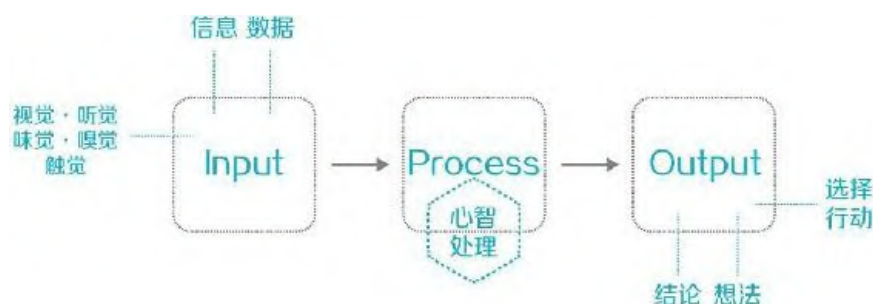 信息 数据
视觉·听觉
味觉·嗅觉
触觉
Input
Process
Output
心智
处理
选择
行动
结论 想法